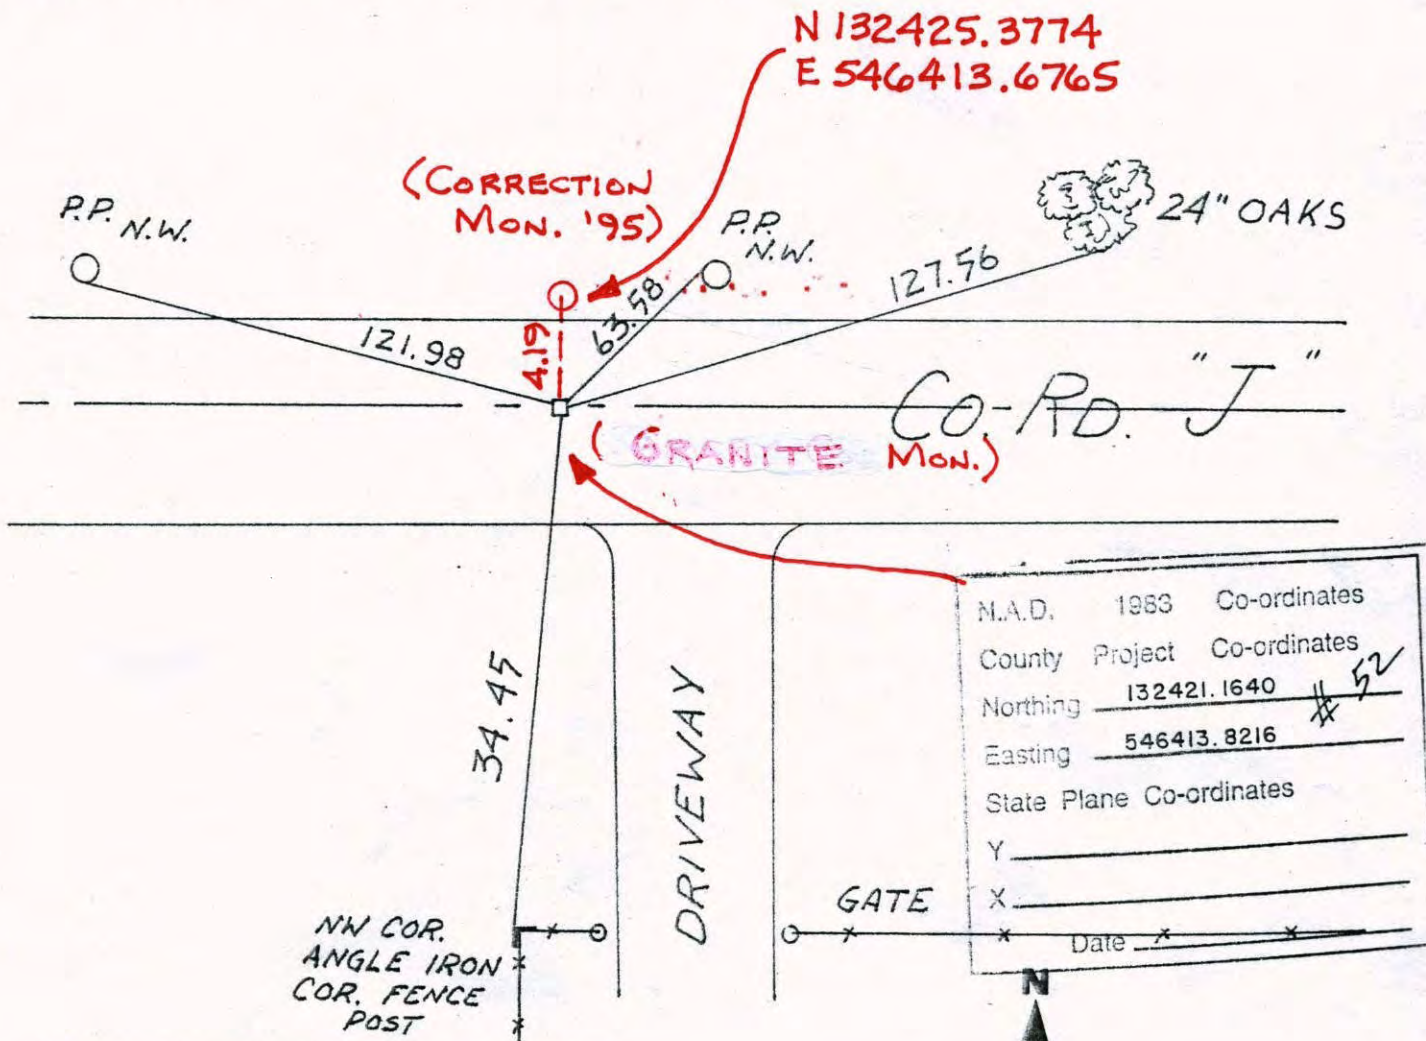 N 132425.3774
E 546413.6765
(CORRECTION
MON. '95)
P.P. N.W.
P.P.
N.W.
24" OAKS
121.98
4.19
63.58
127.56
CO. RD. "J"
(GRANITE MON.)
34.45
DRIVEWAY
N.A.D. 1983 Co-ordinates
County Project Co-ordinates
Northing 132421.1640 # 52
Easting 546413.8216
State Plane Co-ordinates
Y
X
Date
GATE
NW COR.
ANGLE IRON
COR. FENCE
POST
N